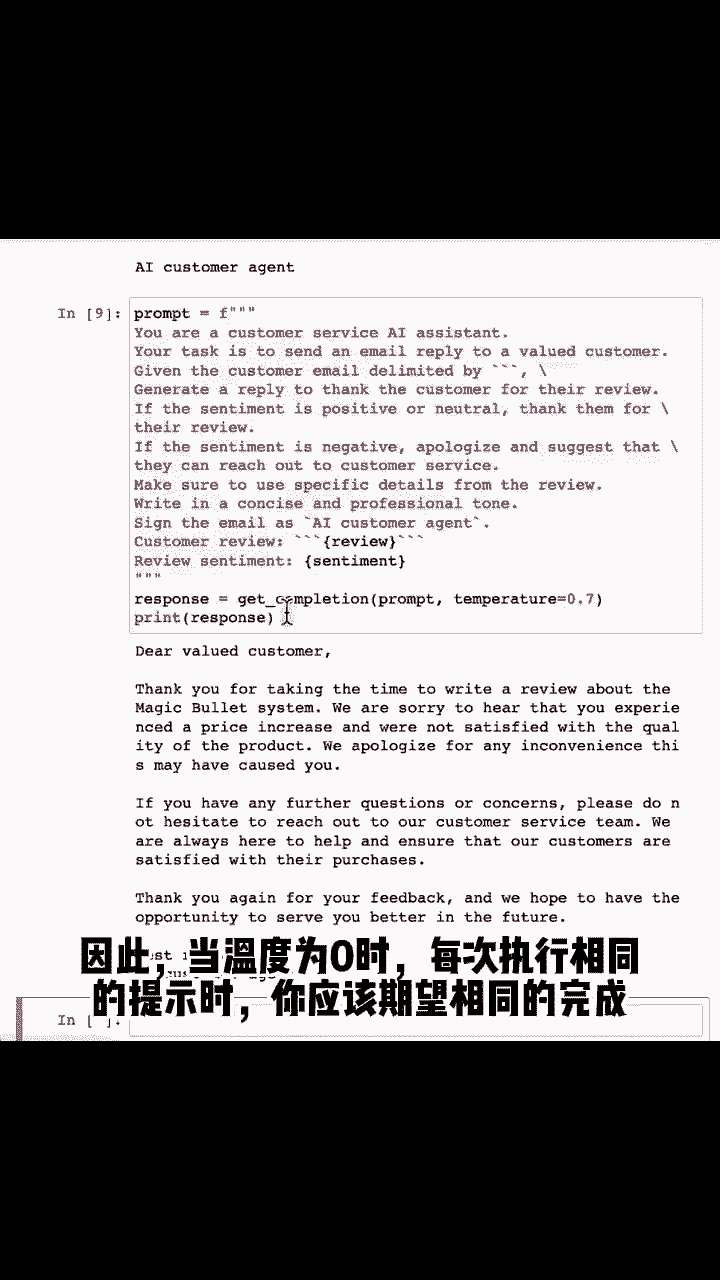 AI customer agent
In [9]: prompt = f"""
You are a customer service AI assistant.
Your task is to send an email reply to a valued customer.
Given the customer email delimited by ```, \
Generate a reply to thank the customer for their review.
If the sentiment is positive or neutral, thank them for \
their review.
If the sentiment is negative, apologize and suggest that \
they can reach out to customer service.
Make sure to use specific details from the review.
Write in a concise and professional tone.
Sign the email as `AI customer agent`.
Customer review: ```{review}```
Review sentiment: {sentiment}
"""
response = get_completion(prompt, temperature=0.7)
print(response)
Dear valued customer,
Thank you for taking the time to write a review about the
Magic Bullet system. We are sorry to hear that you experie
nced a price increase and were not satisfied with the qual
ity of the product. We apologize for any inconvenience thi
s may have caused you.
If you have any further questions or concerns, please do n
ot hesitate to reach out to our customer service team. We
are always here to help and ensure that our customers are
satisfied with their purchases.
Thank you again for your feedback, and we hope to have the
opportunity to serve you better in the future.
因此，当温度为0时，每次执行相同
的提示时，你应该期望相同的完成
In [ ]: